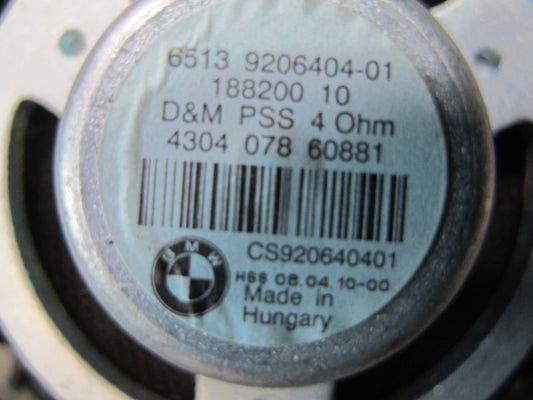 6513 9206404-01
188200 10
D&M PSS 4 Ohm
4304 078 60881
CS920640401
BMW
HSS 08.04.10-00
Made in
Hungary